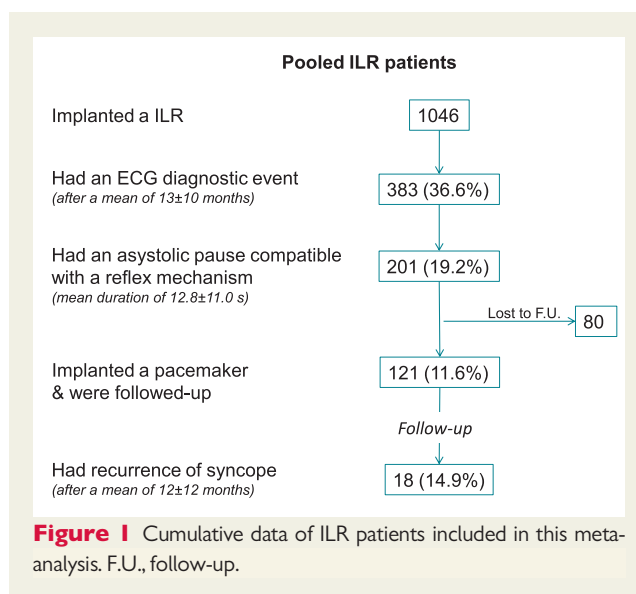 Pooled ILR patients
Implanted a ILR
1046
Had an ECG diagnostic event
(after a mean of 13±10 months)
383 (36.6%)
Had an asystolic pause compatible
with a reflex mechanism
(mean duration of 12.8±11.0 s)
201 (19.2%)
Lost to F.U.
80
Implanted a pacemaker
& were followed-up
121 (11.6%)
Follow-up
Had recurrence of syncope
(after a mean of 12±12 months)
18 (14.9%)
Figure 1 Cumulative data of ILR patients included in this meta-
analysis. F.U., follow-up.